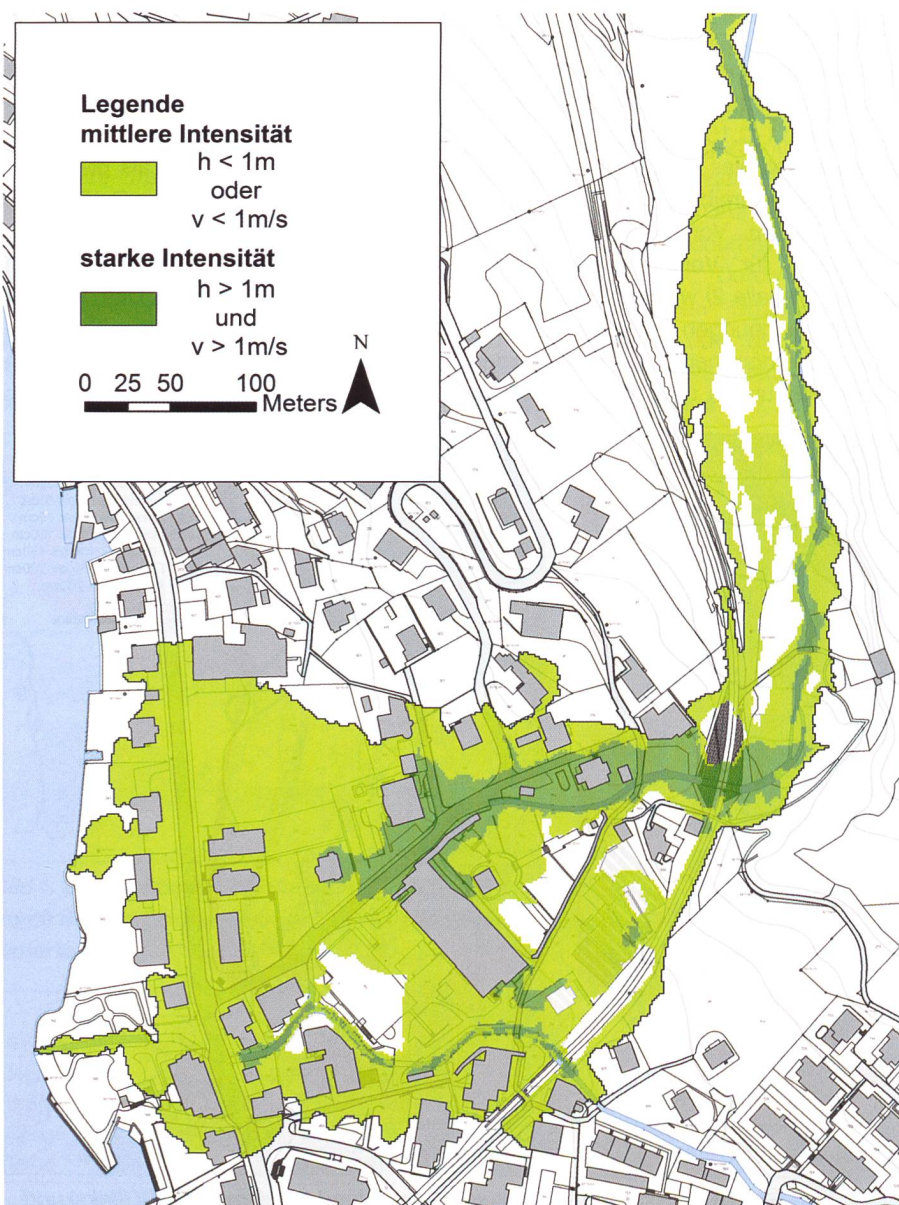 Legende
mittlere Intensität
h < 1m
oder
v < 1m/s
starke Intensität
h > 1m
und
v > 1m/s
N
0 25 50 100
Meters